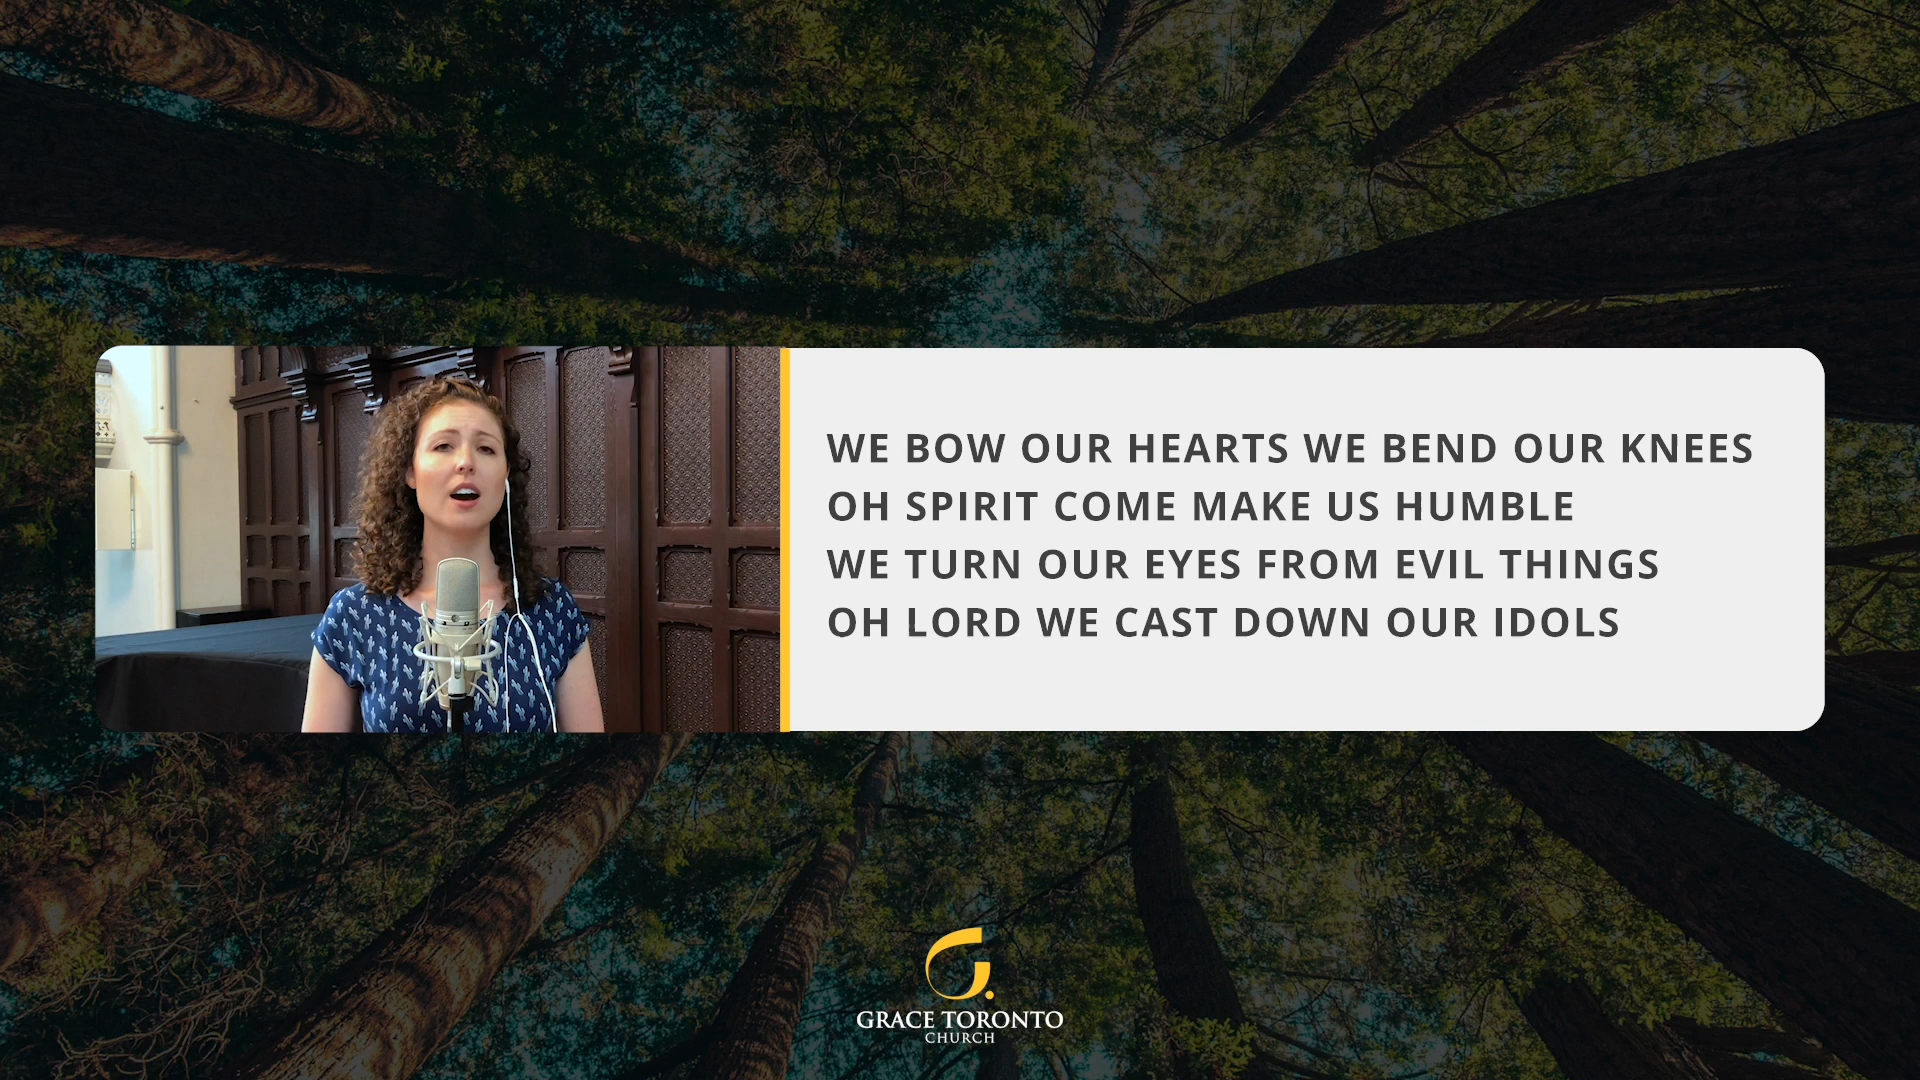 WE BOW OUR HEARTS WE BEND OUR KNEES
OH SPIRIT COME MAKE US HUMBLE
WE TURN OUR EYES FROM EVIL THINGS
OH LORD WE CAST DOWN OUR IDOLS
GRACE TORONTO
CHURCH